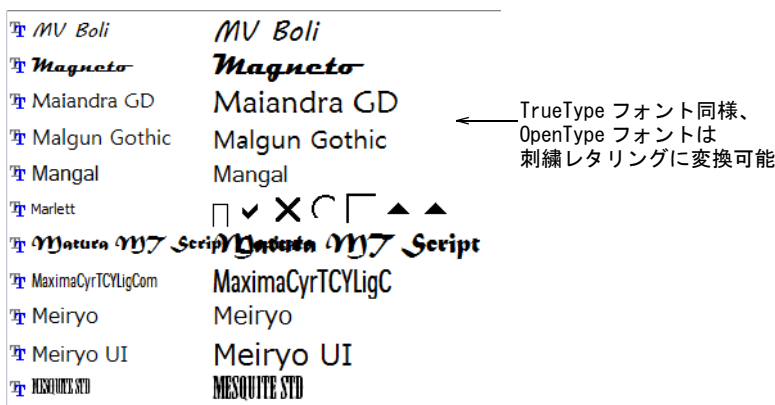 MV Boli MV Boli
Magneto Magneto
Maiandra GD Maiandra GD
Malgun Gothic Malgun Gothic
Mangal Mangal
Marlett
Matura MT Script Matura MT Script
MaximaCyrTCYLigCom MaximaCyrTCYLigC
Meiryo Meiryo
Meiryo UI Meiryo UI
MESQUITE STD MESQUITE STD
TrueType フォント同様、
OpenType フォントは
刺繍レタリングに変換可能